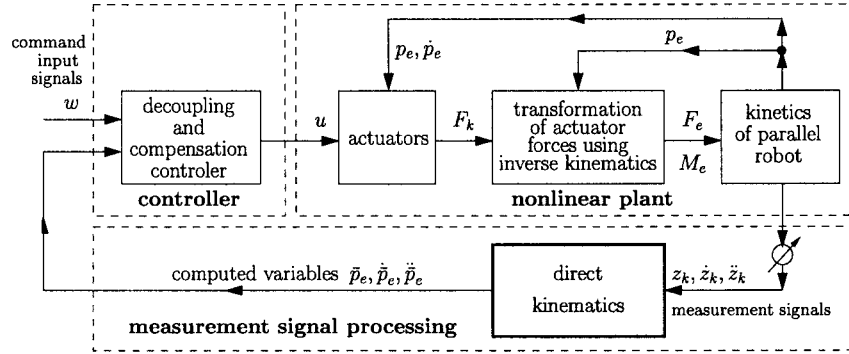 command
input
signals
w
decoupling
and
compensation
controler
controller
u
actuators
p_e, ṗ_e
F_k
transformation
of actuator
forces using
inverse kinematics
p_e
F_e
M_e
kinetics
of parallel
robot
nonlinear plant
computed variables p̄_e, ṗ̄_e, p̈̄_e
direct
kinematics
z_k, ż_k, z̈_k
measurement signals
measurement signal processing